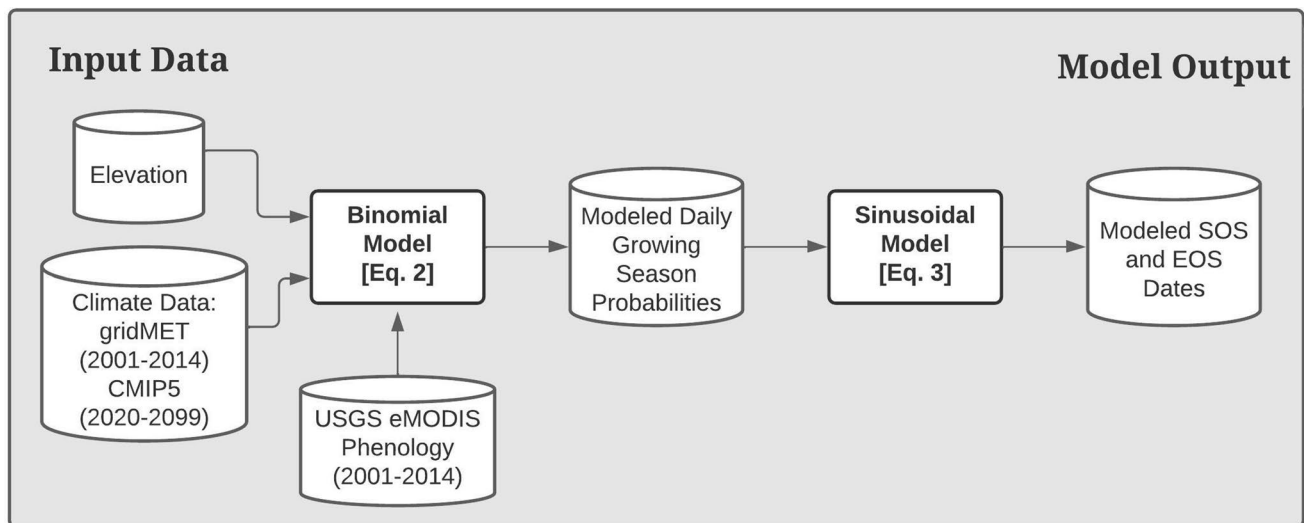 Input Data
Model Output
Elevation
Climate Data:
gridMET
(2001-2014)
CMIP5
(2020-2099)
Binomial
Model
[Eq. 2]
USGS eMODIS
Phenology
(2001-2014)
Modeled Daily
Growing
Season
Probabilities
Sinusoidal
Model
[Eq. 3]
Modeled SOS
and EOS
Dates